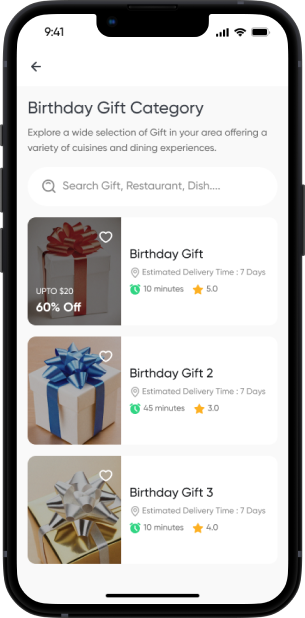 9:41
Birthday Gift Category
Explore a wide selection of Gift in your area offering a
variety of cuisines and dining experiences.
Search Gift, Restaurant, Dish....
Birthday Gift
Estimated Delivery Time : 7 Days
10 minutes 5.0
UPTO $20
60% Off
Birthday Gift 2
Estimated Delivery Time : 7 Days
45 minutes 3.0
Birthday Gift 3
Estimated Delivery Time : 7 Days
10 minutes 4.0